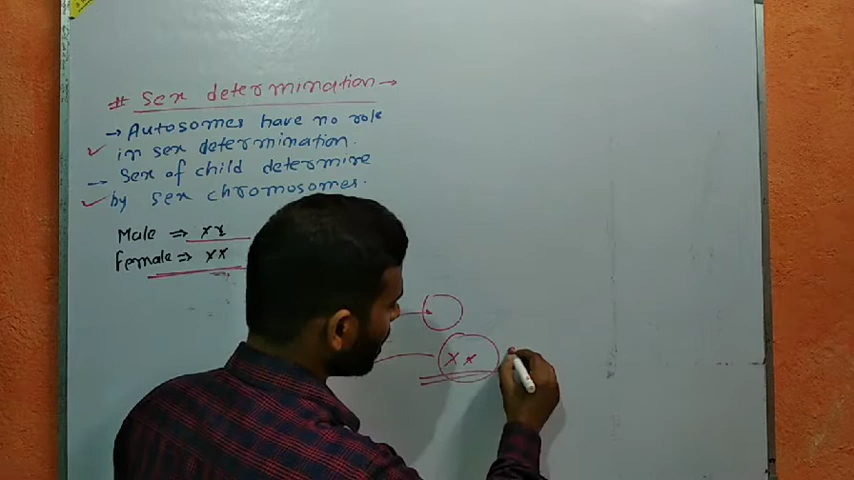 # Sex determination →
→ Autosomes have no role
in sex determination.
→ Sex of child determine
by sex chromosomes.
Male ⇒ XY
Female ⇒ XX
XX